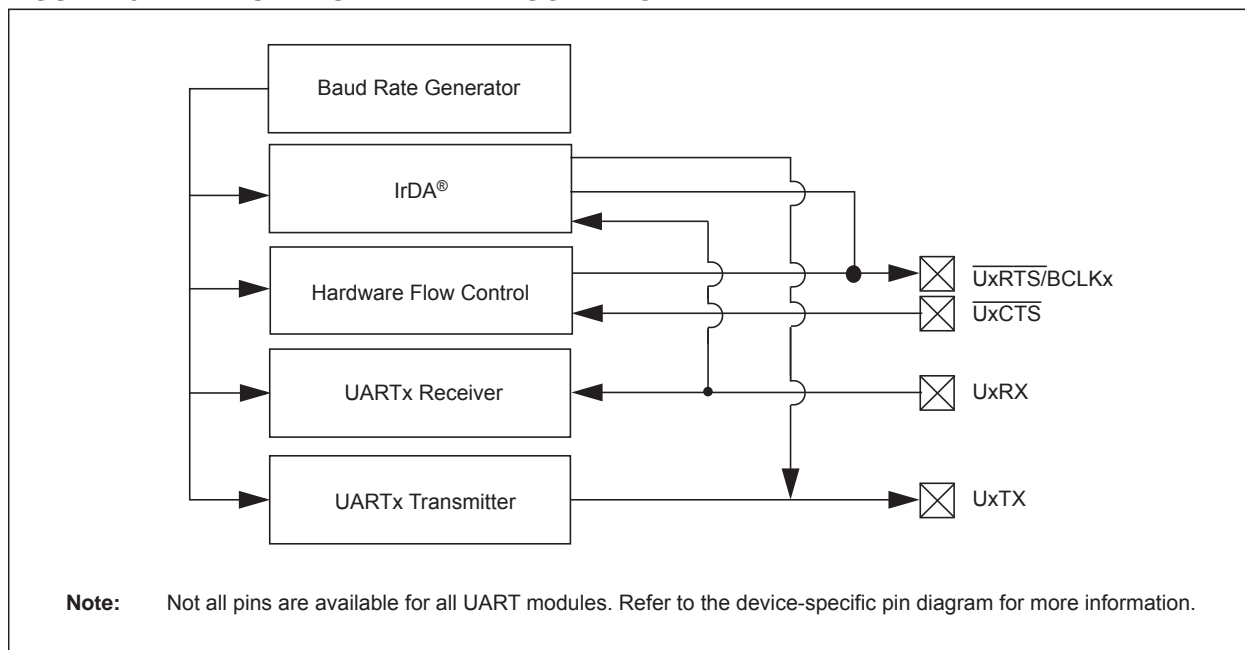 Baud Rate Generator
IrDA®
Hardware Flow Control
UxRTS/BCLKx
UxCTS
UARTx Receiver
UxRX
UARTx Transmitter
UxTX
Note: Not all pins are available for all UART modules. Refer to the device-specific pin diagram for more information.